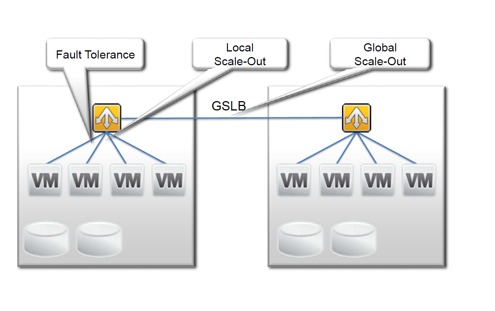 Fault Tolerance
Local
Scale-Out
Global
Scale-Out
GSLB
VM VM VM VM
VM VM VM VM